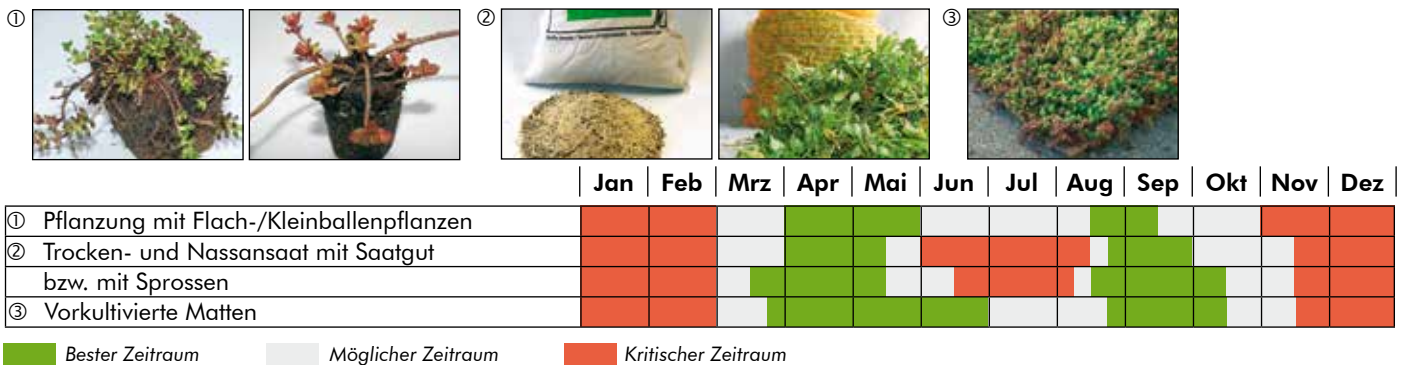 ① ② ③
Jan Feb Mrz Apr Mai Jun Jul Aug Sep Okt Nov Dez
① Pflanzung mit Flach-/Kleinballenpflanzen
② Trocken- und Nassansaat mit Saatgut
bzw. mit Sprossen
③ Vorkultivierte Matten
Bester Zeitraum Möglicher Zeitraum Kritischer Zeitraum